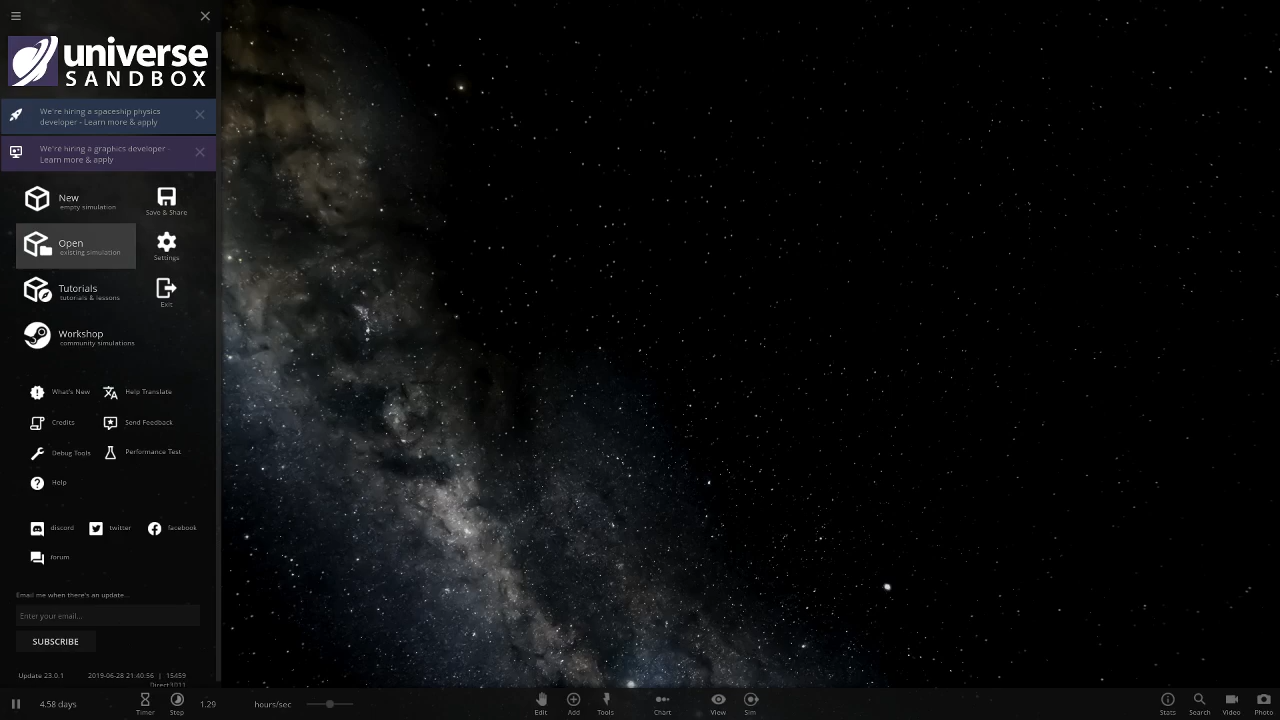 universe
SANDBOX
We're hiring a spaceship physics
developer - Learn more & apply
We're hiring a graphics developer -
Learn more & apply
New
empty simulation
Save & Share
Open
existing simulation
Settings
Tutorials
tutorials & lessons
Exit
Workshop
community simulations
What's New
Help Translate
Credits
Send Feedback
Debug Tools
Performance Test
Help
discord
twitter
facebook
forum
Email me when there's an update...
Enter your email...
SUBSCRIBE
Update 23.0.1
2019-06-28 21:40:56 | 15459
Direct3D11
4.58 days
Timer
Step
1.29
hours/sec
Edit
Add
Tools
Chart
View
Sim
Stats
Search
Video
Photo